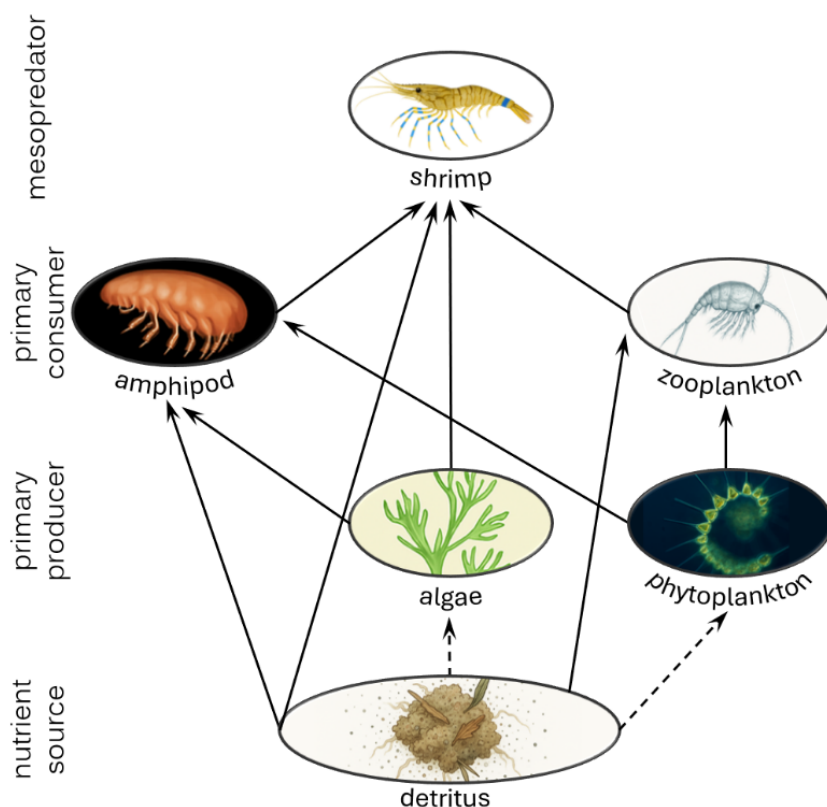 mesopredator
shrimp
primary
consumer
amphipod
zooplankton
primary
producer
algae
phytoplankton
nutrient
source
detritus